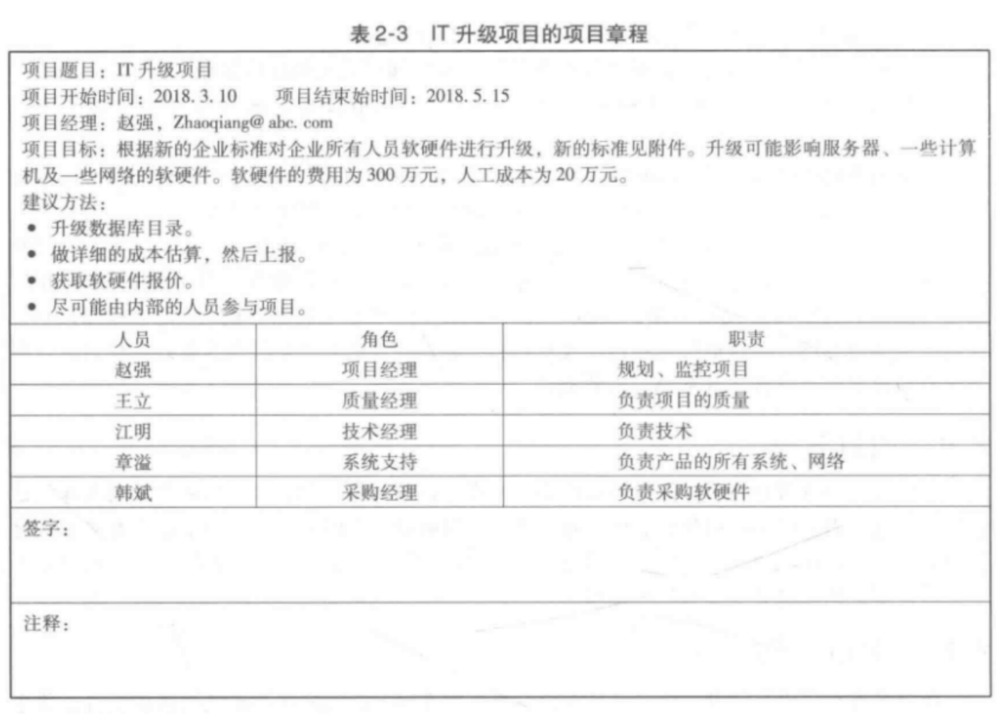 表2-3 IT升级项目的项目章程
项目题目：IT升级项目
项目开始时间：2018.3.10 项目结束始时间：2018.5.15
项目经理：赵强，Zhaoqiang@abc.com
项目目标：根据新的企业标准对企业所有人员软硬件进行升级，新的标准见附件。升级可能影响服务器、一些计算
机及一些网络的软硬件。软硬件的费用为300万元，人工成本为20万元。
建议方法：
● 升级数据库目录。
● 做详细的成本估算，然后上报。
● 获取软硬件报价。
● 尽可能由内部的人员参与项目。
人员 角色 职责
赵强 项目经理 规划、监控项目
王立 质量经理 负责项目的质量
江明 技术经理 负责技术
章溢 系统支持 负责产品的所有系统、网络
韩斌 采购经理 负责采购软硬件
签字：
注释：